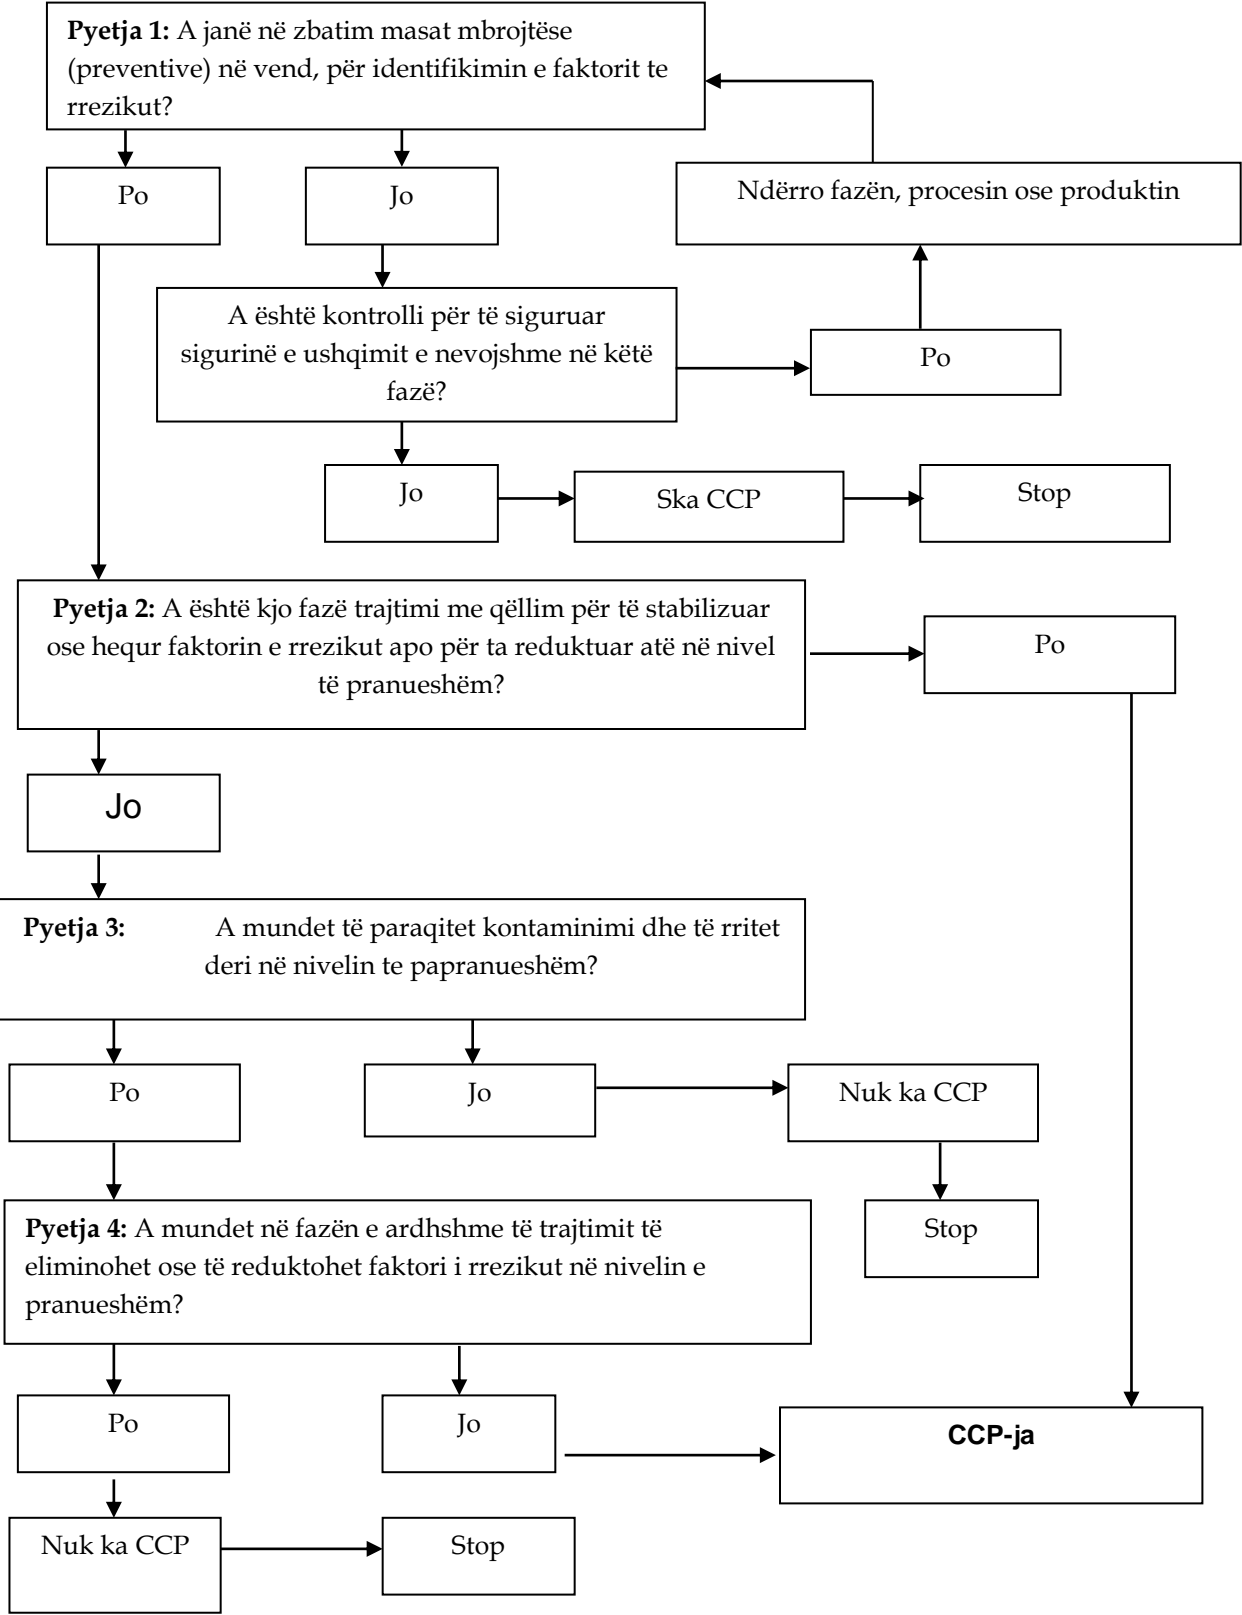 Pyetja 1: A janë në zbatim masat mbrojtëse
(preventive) në vend, për identifikimin e faktorit te
rrezikut?
Po
Jo
Ndërro fazën, procesin ose produktin
A është kontrolli për të siguruar
sigurinë e ushqimit e nevojshme në këtë
fazë?
Po
Jo
Ska CCP
Stop
Pyetja 2: A është kjo fazë trajtimi me qëllim për të stabilizuar
ose hequr faktorin e rrezikut apo për ta reduktuar atë në nivel
të pranueshëm?
Po
Jo
Pyetja 3: A mundet të paraqitet kontaminimi dhe të rritet
deri në nivelin te papranueshëm?
Po
Jo
Nuk ka CCP
Stop
Pyetja 4: A mundet në fazën e ardhshme të trajtimit të
eliminohet ose të reduktohet faktori i rrezikut në nivelin e
pranueshëm?
Po
Jo
CCP-ja
Nuk ka CCP
Stop